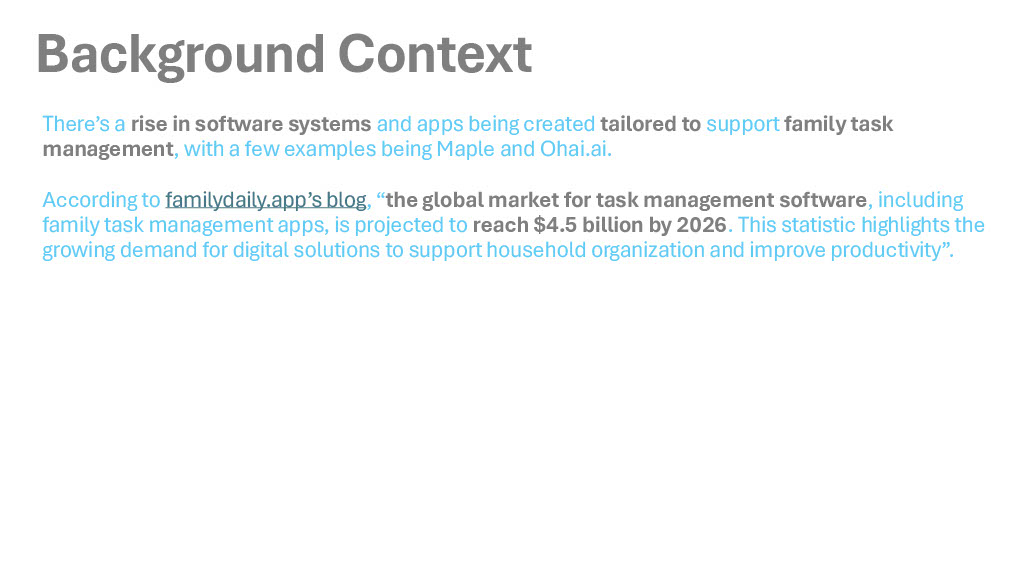 Background Context
There’s a rise in software systems and apps being created tailored to support family task
management, with a few examples being Maple and Ohai.ai.
According to familydaily.app’s blog, “the global market for task management software, including
family task management apps, is projected to reach $4.5 billion by 2026. This statistic highlights the
growing demand for digital solutions to support household organization and improve productivity”.